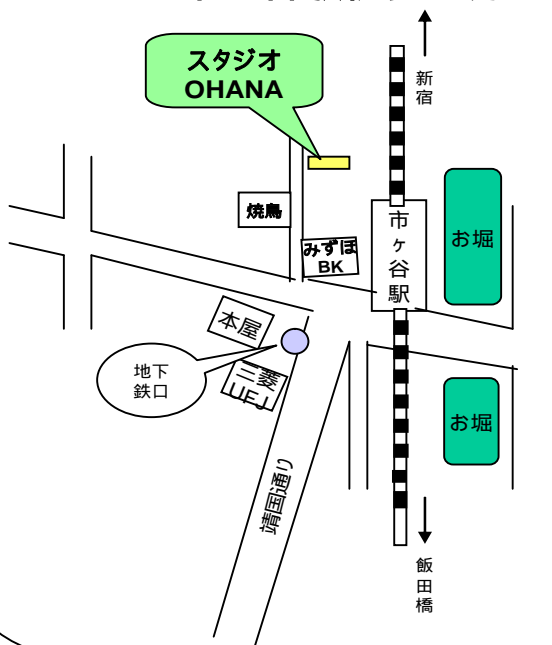 スタジオ
OHANA
新宿
焼鳥
みずほ
BK
市ヶ谷駅
お堀
本屋
地下
鉄口
三菱
UFJ
お堀
靖国通り
飯田橋